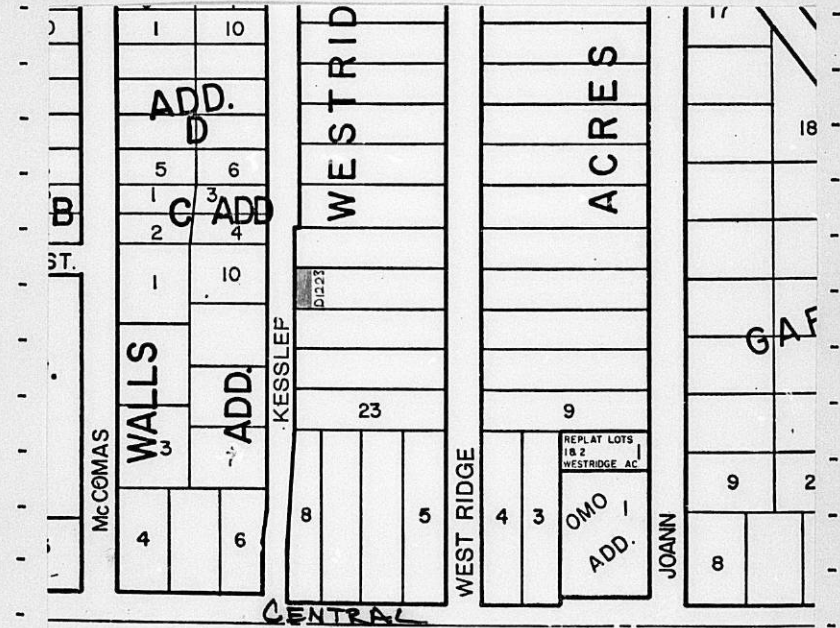 1 10
17
WESTRID
ACRES
ADD.
D
18
5 6
1 3
B
C ADD
2 4
ST.
1 10
D1223
GAR
WALLS
ADD.
KESSLER
3
7
23
9
REPLAT LOTS
1&2 1
WESTRIDGE AC
McCOMAS
WEST RIDGE
JOANN
9 2
4 6
8 5
4 3
OMO 1
ADD.
8
CENTRAL